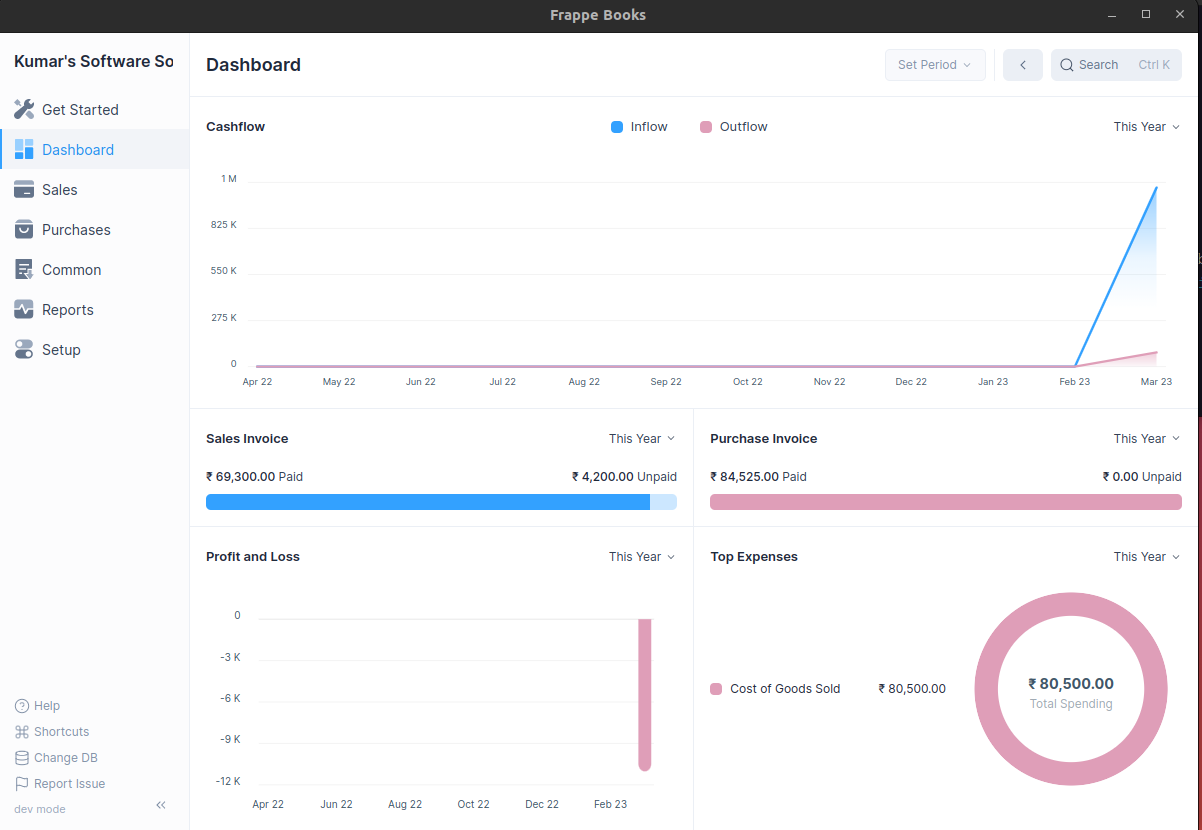 Frappe Books
Kumar's Software So
Get Started
Dashboard
Sales
Purchases
Common
Reports
Setup
Help
Shortcuts
Change DB
Report Issue
dev mode
Dashboard
Set Period
Search Ctrl K
Cashflow
Inflow Outflow
This Year
1 M
825 K
550 K
275 K
0
Apr 22 May 22 Jun 22 Jul 22 Aug 22 Sep 22 Oct 22 Nov 22 Dec 22 Jan 23 Feb 23 Mar 23
Sales Invoice This Year
₹ 69,300.00 Paid ₹ 4,200.00 Unpaid
Purchase Invoice This Year
₹ 84,525.00 Paid ₹ 0.00 Unpaid
Profit and Loss This Year
0
-3 K
-6 K
-9 K
-12 K
Apr 22 Jun 22 Aug 22 Oct 22 Dec 22 Feb 23
Top Expenses This Year
Cost of Goods Sold ₹ 80,500.00
₹ 80,500.00
Total Spending